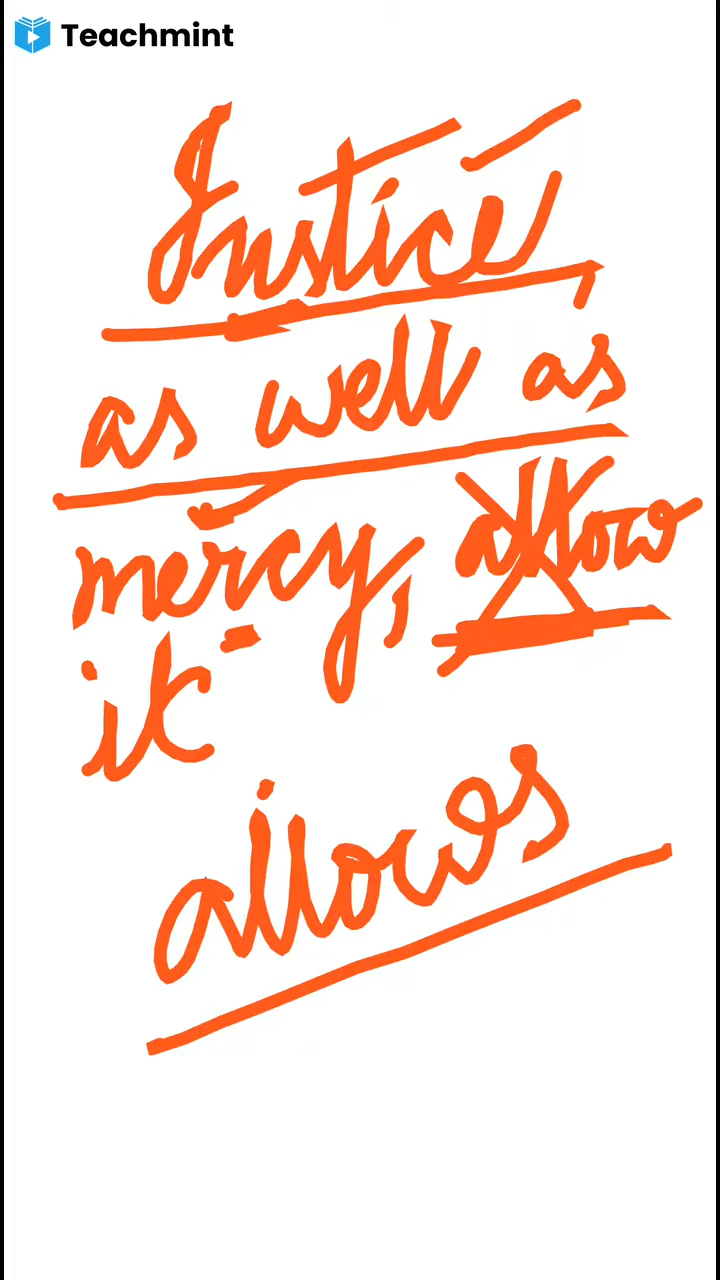 Teachmint
Justice,
as well as
mercy, allow
it
allows